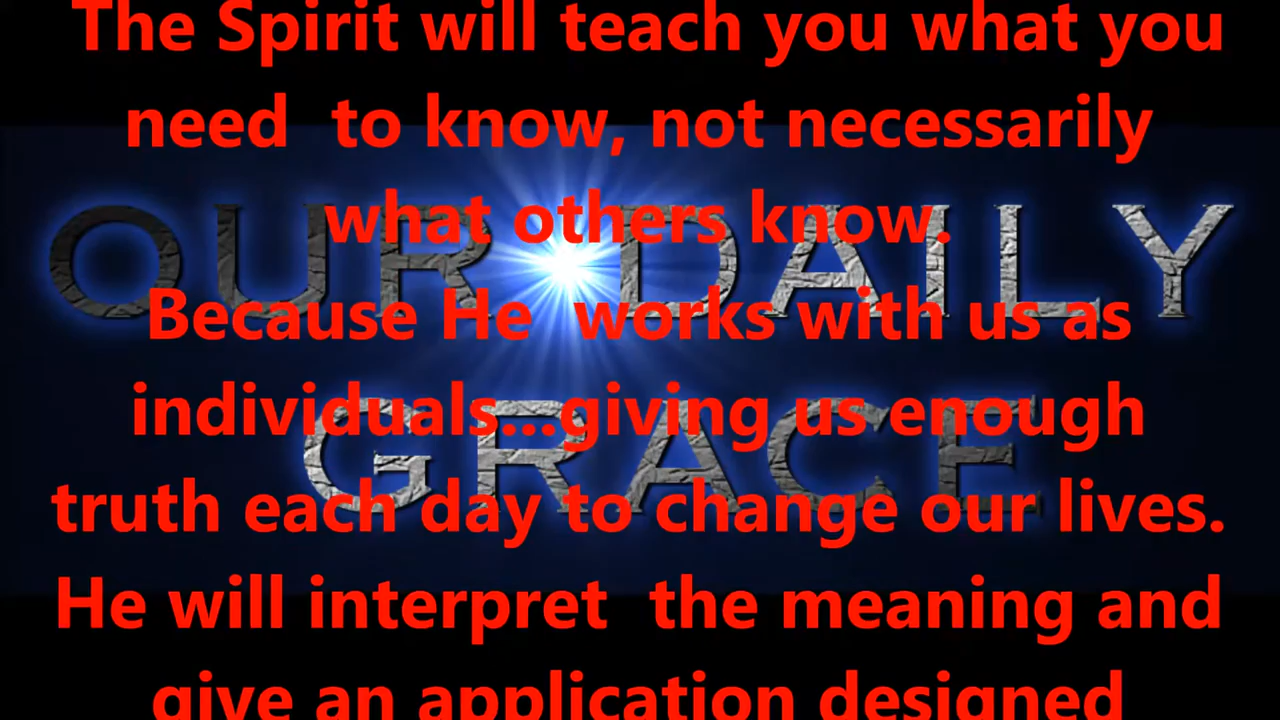 The Spirit will teach you what you
need to know, not necessarily
what others know.
Because He works with us as
individuals...giving us enough
truth each day to change our lives.
He will interpret the meaning and
give an application designed
OUR DAILY
GRACE